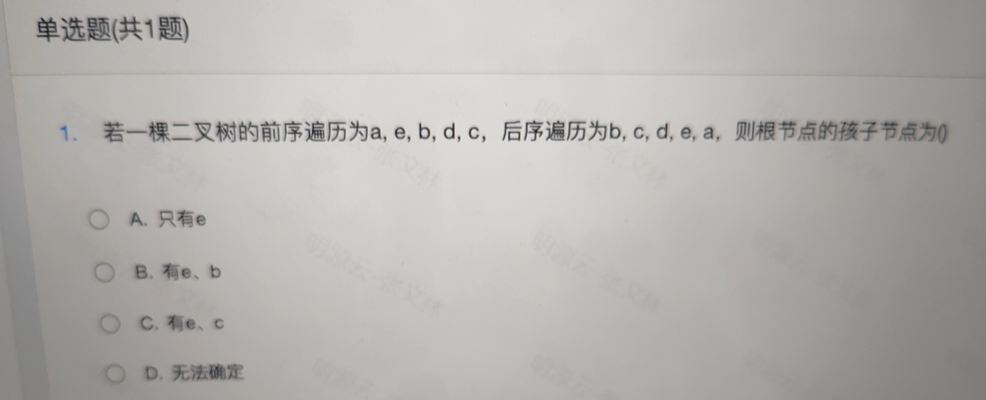 单选题(共1题)
1. 若一棵二叉树的前序遍历为a, e, b, d, c，后序遍历为b, c, d, e, a，则根节点的孩子节点为()
A. 只有e
B. 有e、b
C. 有e、c
D. 无法确定